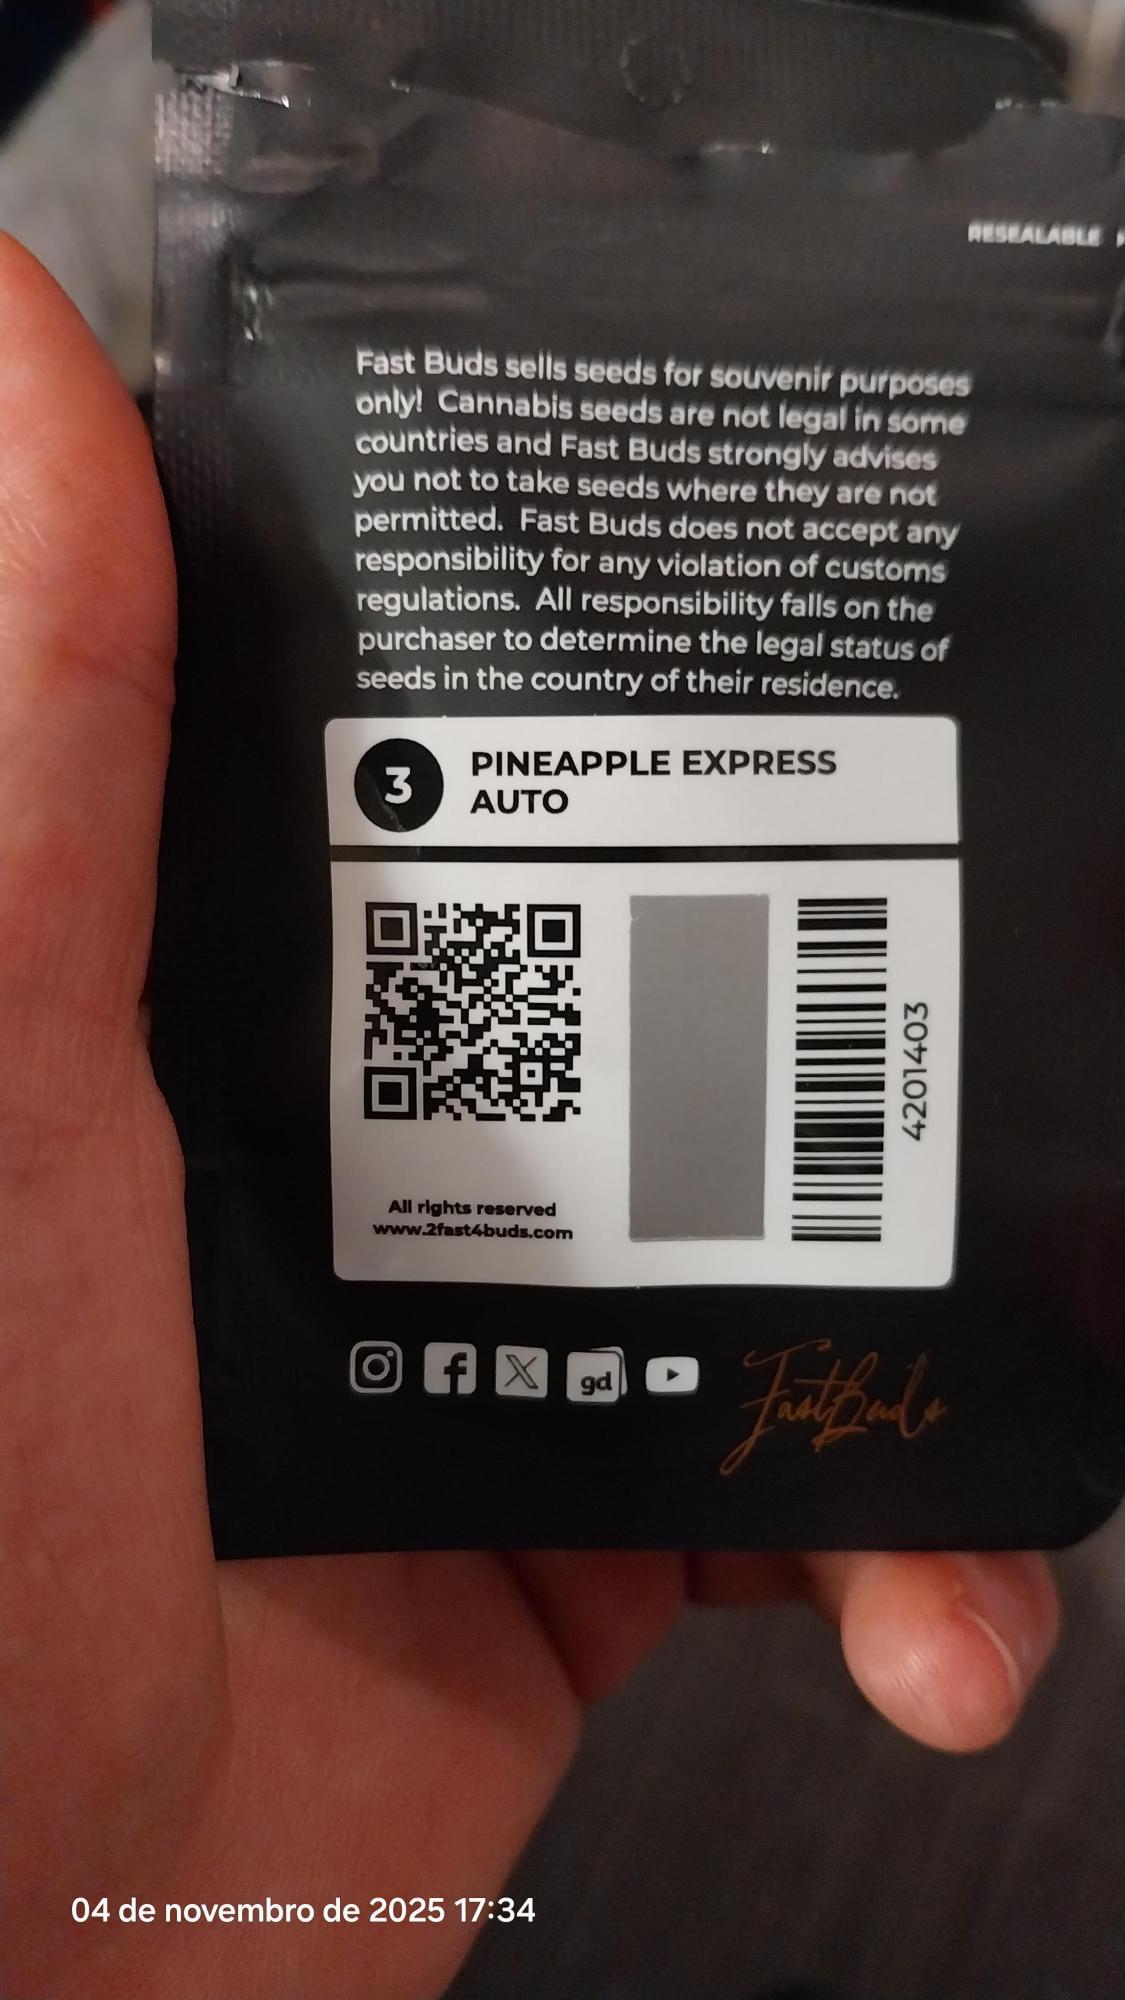 RESEALABLE
Fast Buds sells seeds for souvenir purposes
only! Cannabis seeds are not legal in some
countries and Fast Buds strongly advises
you not to take seeds where they are not
permitted. Fast Buds does not accept any
responsibility for any violation of customs
regulations. All responsibility falls on the
purchaser to determine the legal status of
seeds in the country of their residence.
3
PINEAPPLE EXPRESS
AUTO
4201403
All rights reserved
www.2fast4buds.com
gd
FastBuds
04 de novembro de 2025 17:34